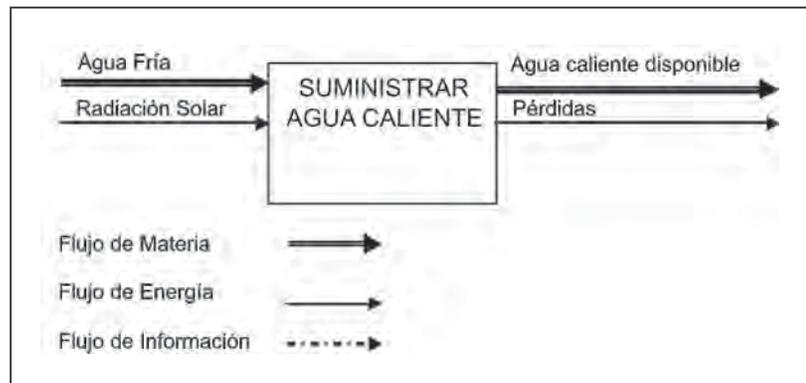 Agua Fría
Radiación Solar
SUMINISTRAR
AGUA CALIENTE
Agua caliente disponible
Pérdidas
Flujo de Materia
Flujo de Energía
Flujo de Información